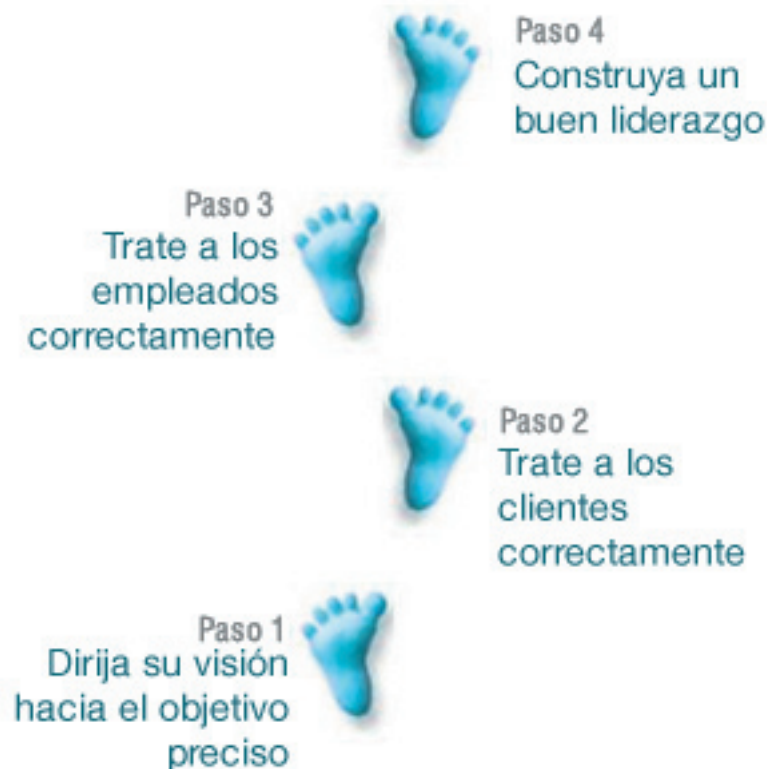 Paso 4
Construya un
buen liderazgo
Paso 3
Trate a los
empleados
correctamente
Paso 2
Trate a los
clientes
correctamente
Paso 1
Dirija su visión
hacia el objetivo
preciso